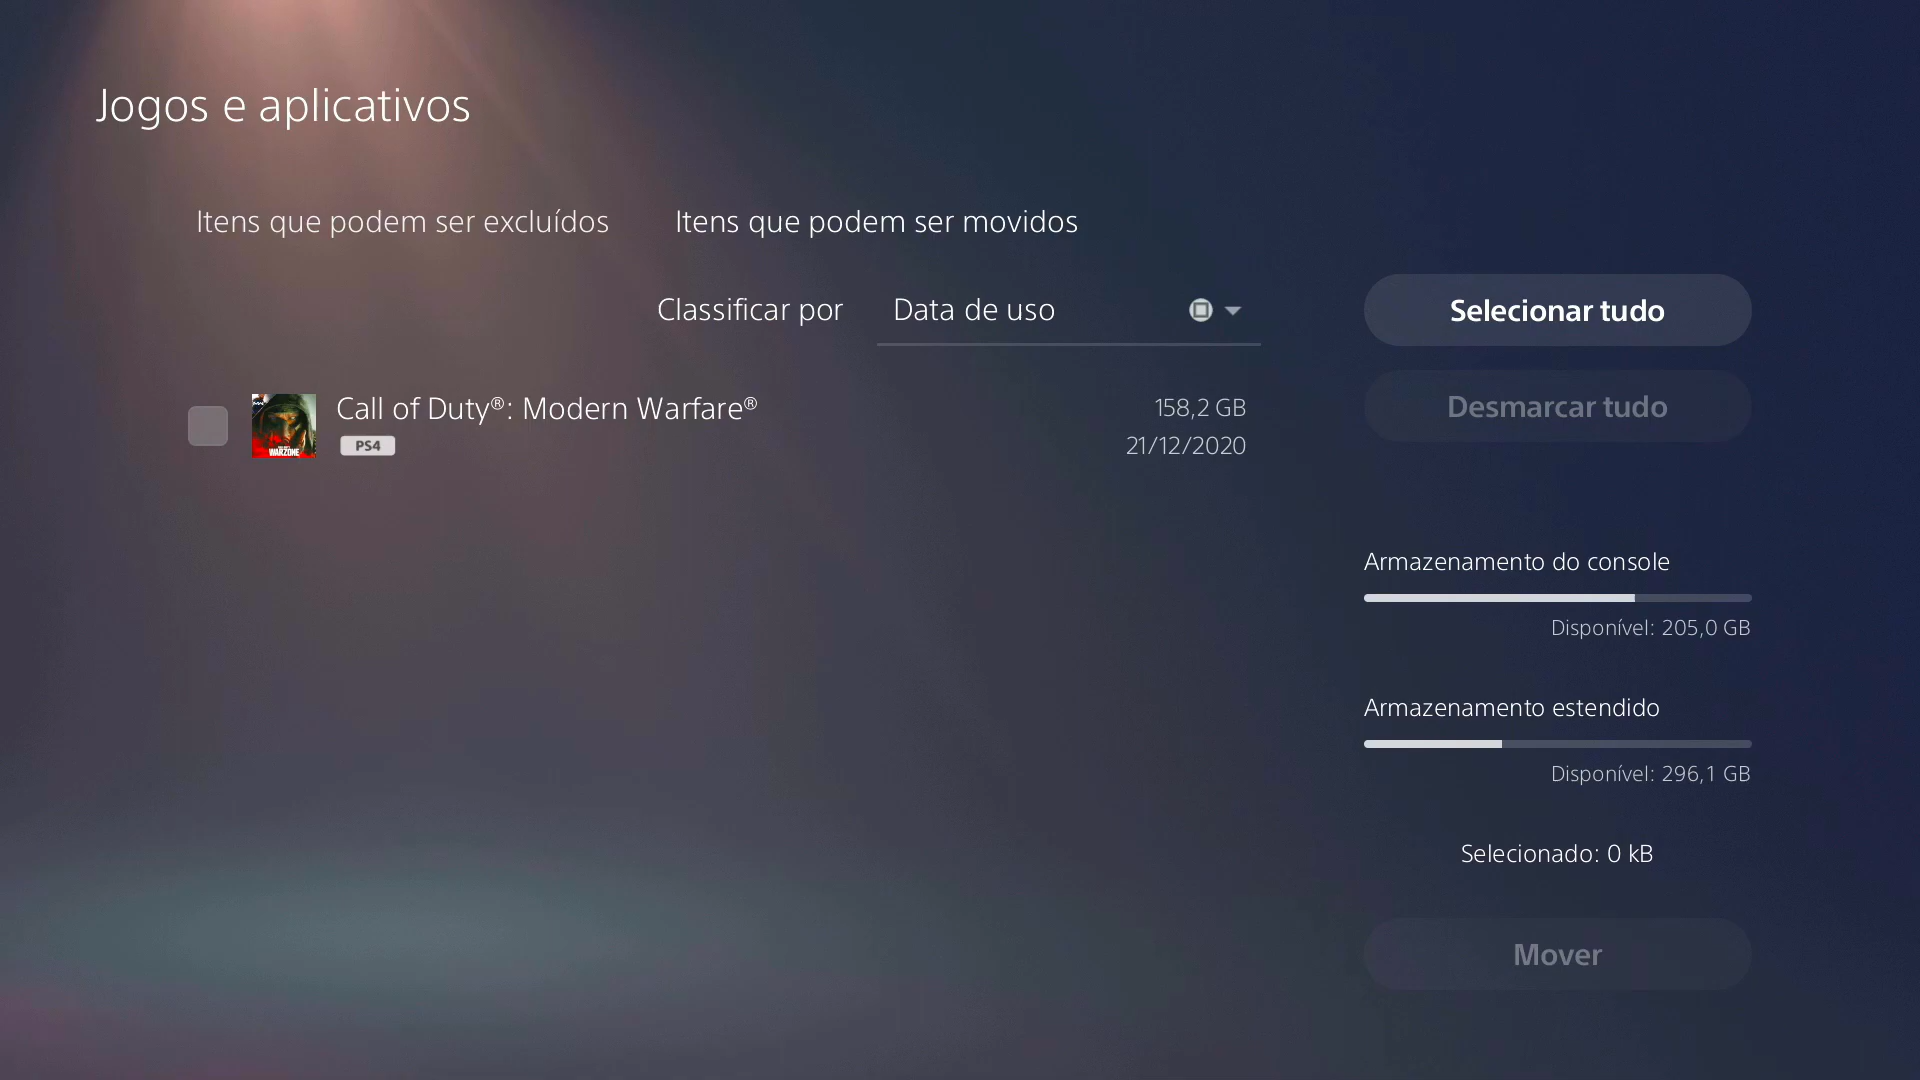 Jogos e aplicativos
Itens que podem ser excluídos
Itens que podem ser movidos
Classificar por
Data de uso
Selecionar tudo
Desmarcar tudo
WARZONE
Call of Duty®: Modern Warfare®
PS4
158,2 GB
21/12/2020
Armazenamento do console
Disponível: 205,0 GB
Armazenamento estendido
Disponível: 296,1 GB
Selecionado: 0 kB
Mover